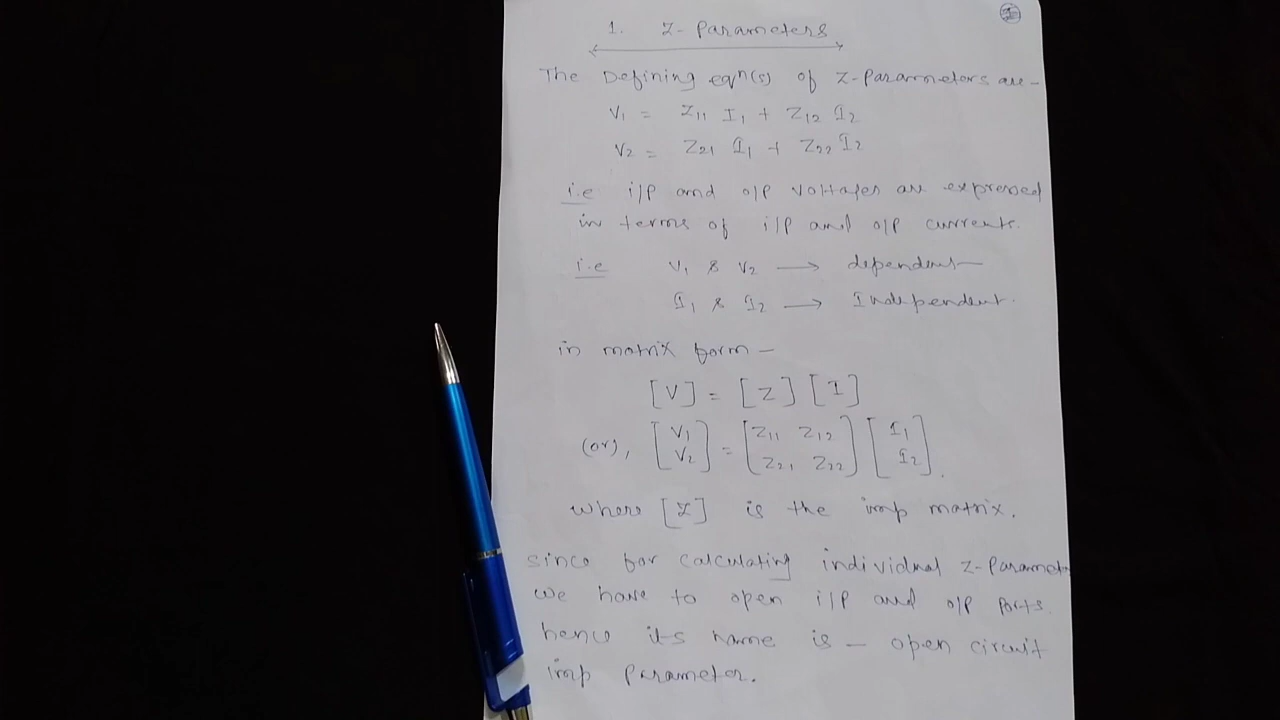 1. Z-Parameters
The Defining eqn(s) of Z-Parameters are-
V1 = Z11 I1 + Z12 I2
V2 = Z21 I1 + Z22 I2
i.e i/p and o/p voltages are expressed
in terms of i/p and o/p currents.
i.e V1 & V2 → dependent
I1 & I2 → Independent.
in matrix form —
[V] = [Z] [I]
(or), [V1 V2] = [Z11 Z12 Z21 Z22] [I1 I2].
where [Z] is the imp matrix.
since for calculating individual Z-Paramet
we have to open i/p and o/p ports.
hence its name is — open circuit
imp Parameter.